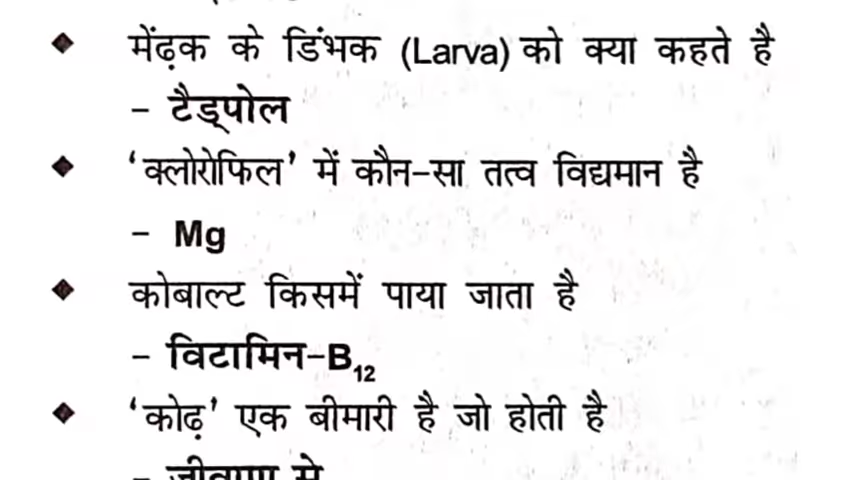 ◆ मेंढ़क के डिंभक (Larva) को क्या कहते है
– टैड्पोल
◆ ‘क्लोरोफिल’ में कौन-सा तत्व विद्यमान है
– Mg
◆ कोबाल्ट किसमें पाया जाता है
– विटामिन-B₁₂
◆ ‘कोढ़’ एक बीमारी है जो होती है
– जीवाणु से